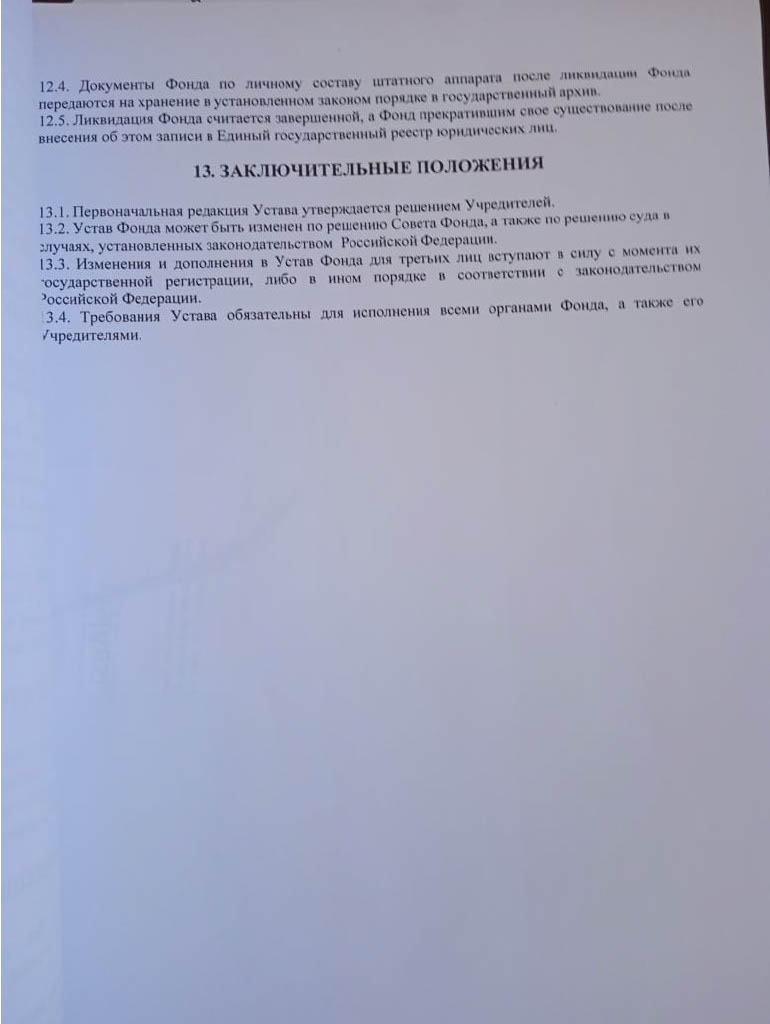 12.4. Документы Фонда по личному составу штатного аппарата после ликвидации Фонда
передаются на хранение в установленном законом порядке в государственный архив.
12.5. Ликвидация Фонда считается завершенной, а Фонд прекратившим свое существование после
внесения об этом записи в Единый государственный реестр юридических лиц.
13. ЗАКЛЮЧИТЕЛЬНЫЕ ПОЛОЖЕНИЯ
13.1. Первоначальная редакция Устава утверждается решением Учредителей.
13.2. Устав Фонда может быть изменен по решению Совета Фонда, а также по решению суда в
случаях, установленных законодательством Российской Федерации.
13.3. Изменения и дополнения в Устав Фонда для третьих лиц вступают в силу с момента их
государственной регистрации, либо в ином порядке в соответствии с законодательством
Российской Федерации.
13.4. Требования Устава обязательны для исполнения всеми органами Фонда, а также его
Учредителями.